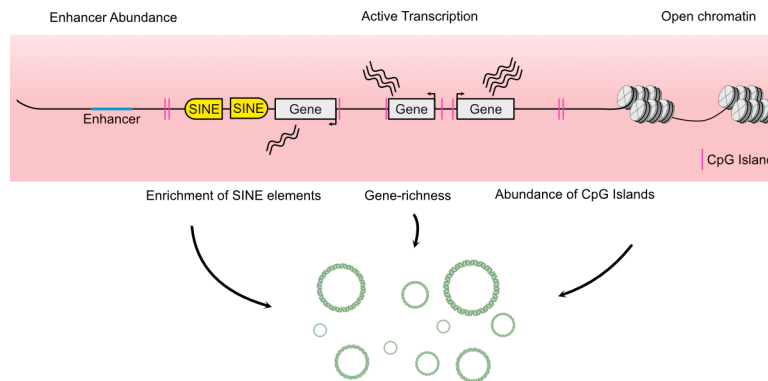 Enhancer Abundance
Active Transcription
Open chromatin
SINE
SINE
Gene
Gene
Gene
Enhancer
CpG Island
Enrichment of SINE elements
Gene-richness
Abundance of CpG Islands